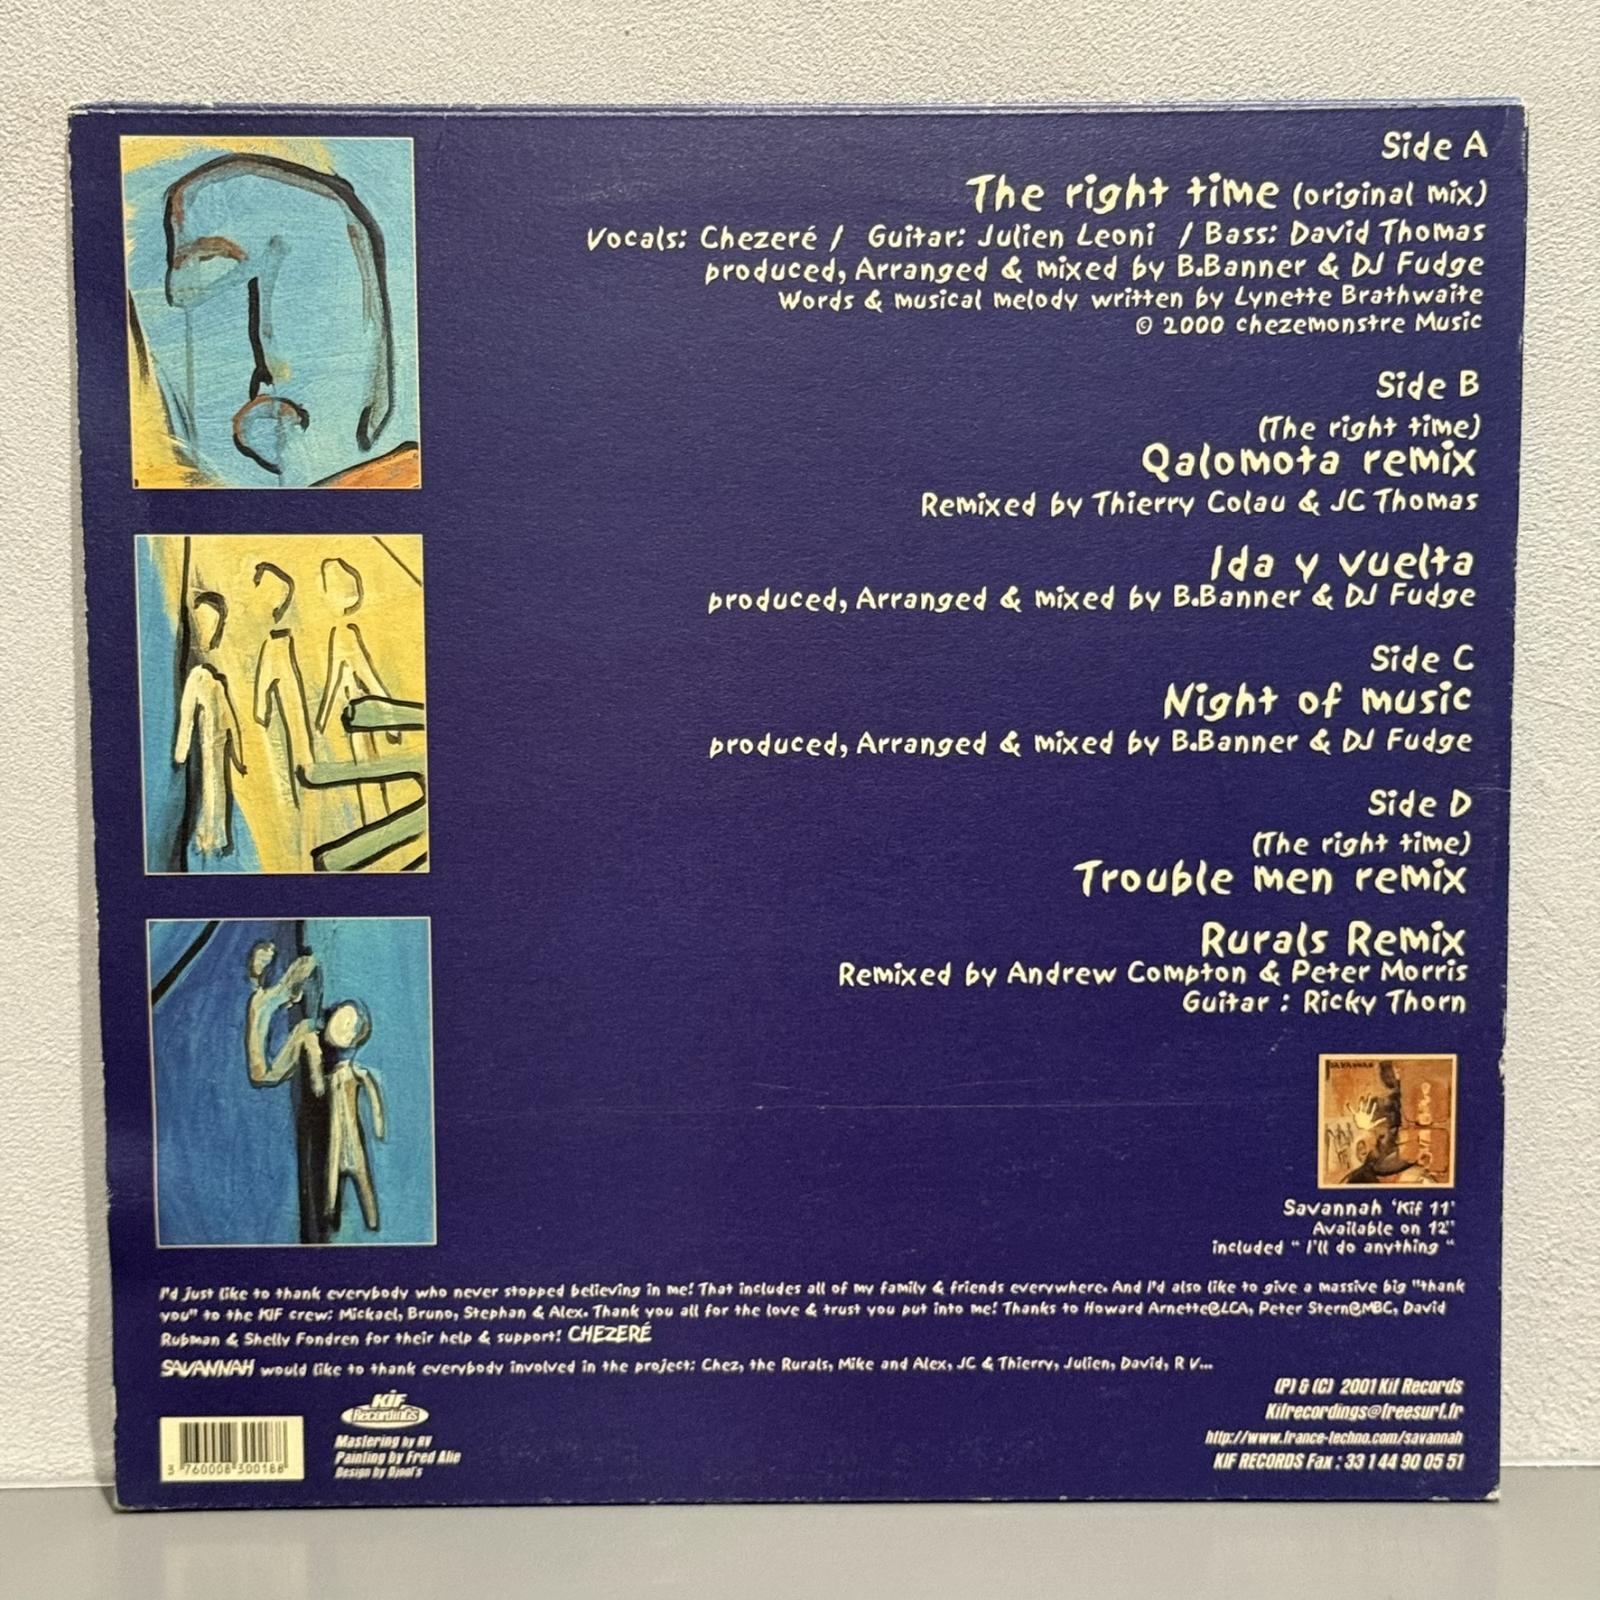 Side A
The right time (original mix)
Vocals: Chezeré / Guitar: Julien Leoni / Bass: David Thomas
produced, Arranged & mixed by B.Banner & DJ Fudge
Words & musical melody written by Lynette Brathwaite
© 2000 chezemonstre Music
Side B
(The right time)
Qalomota remix
Remixed by Thierry Colau & JC Thomas
Ida y vuelta
produced, Arranged & mixed by B.Banner & DJ Fudge
Side C
Night of music
produced, Arranged & mixed by B.Banner & DJ Fudge
Side D
(The right time)
Trouble men remix
Rurals Remix
Remixed by Andrew Compton & Peter Morris
Guitar : Ricky Thorn
SAVANNAH
Savannah 'Kif 11'
Available on 12"
included " I'll do anything "
I'd just like to thank everybody who never stopped believing in me! That includes all of my family & friends everywhere. And I'd also like to give a massive big "thank
you" to the KIF crew: Mickael, Bruno, Stephan & Alex. Thank you all for the love & trust you put into me! Thanks to Howard Arnette@LCA, Peter Stern@MBC, David
Rubman & Shelly Fondren for their help & support! CHEZERÉ
SAVANNAH would like to thank everybody involved in the project: Chez, the Rurals, Mike and Alex, JC & Thierry, Julien, David, R V...
(P) & (C) 2001 Kif Records
Kifrecordings@freesurf.fr
http://www.france-techno.com/savannah
KIF RECORDS Fax : 33 1 44 90 05 51
KIF
Recordings
Mastering by RV
Painting by Fred Alie
Design by Djool's
3 760008 300188